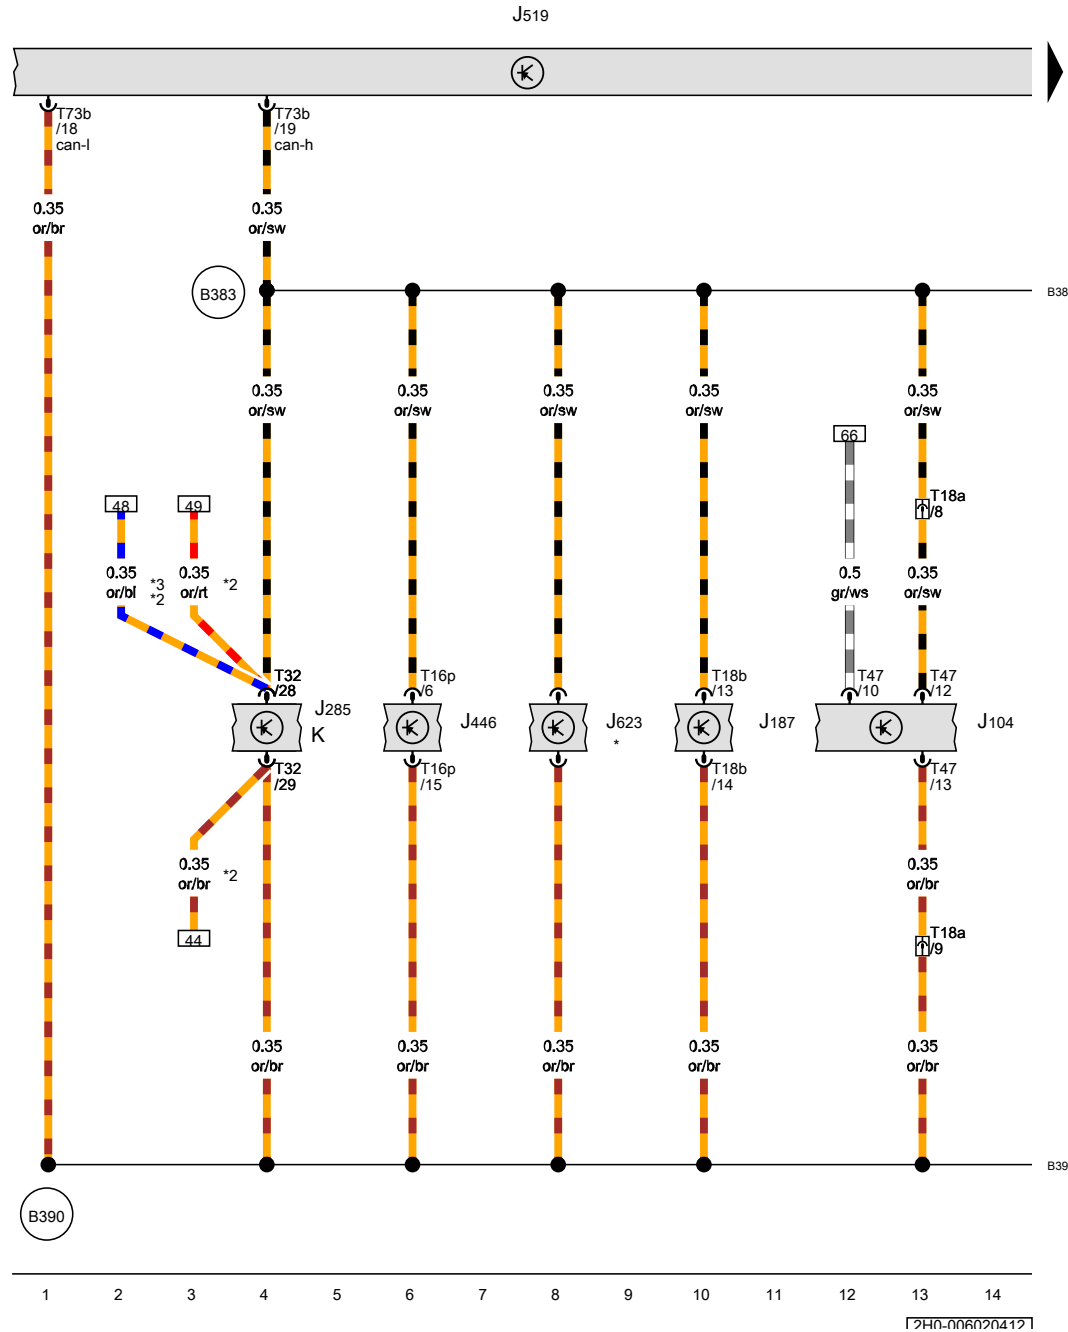 J519
T73b
/18
can-l
T73b
/19
can-h
0.35
or/br
0.35
or/sw
B383
B38
0.35
or/sw
0.35
or/sw
0.35
or/sw
0.35
or/sw
0.35
or/sw
66
48
49
T18a
/8
0.35
or/bl
*3
*2
0.35
or/rt
*2
0.5
gr/ws
0.35
or/sw
T32
/28
T16p
/6
T18b
/13
T47
/10
T47
/12
J285
K
J446
J623
*
J187
J104
T32
/29
T16p
/15
T18b
/14
T47
/13
0.35
or/br
*2
0.35
or/br
44
T18a
/9
0.35
or/br
0.35
or/br
0.35
or/br
0.35
or/br
0.35
or/br
B39
B390
1 2 3 4 5 6 7 8 9 10 11 12 13 14
2H0-006020412